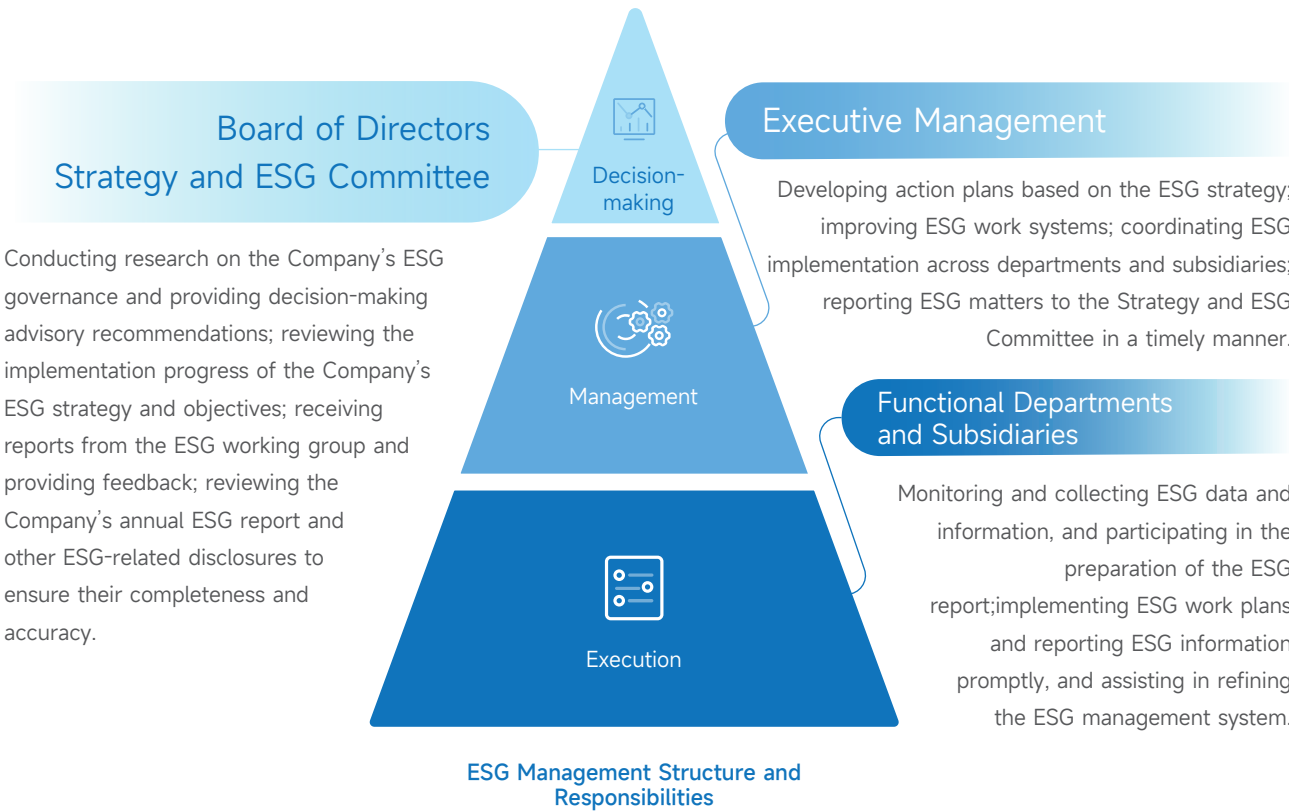 Board of Directors
Strategy and ESG Committee
Conducting research on the Company's ESG
governance and providing decision-making
advisory recommendations; reviewing the
implementation progress of the Company's
ESG strategy and objectives; receiving
reports from the ESG working group and
providing feedback; reviewing the
Company's annual ESG report and
other ESG-related disclosures to
ensure their completeness and
accuracy.
Decision-
making
Management
Execution
Executive Management
Developing action plans based on the ESG strategy;
improving ESG work systems; coordinating ESG
implementation across departments and subsidiaries;
reporting ESG matters to the Strategy and ESG
Committee in a timely manner.
Functional Departments
and Subsidiaries
Monitoring and collecting ESG data and
information, and participating in the
preparation of the ESG
report;implementing ESG work plans
and reporting ESG information
promptly, and assisting in refining
the ESG management system.
ESG Management Structure and
Responsibilities